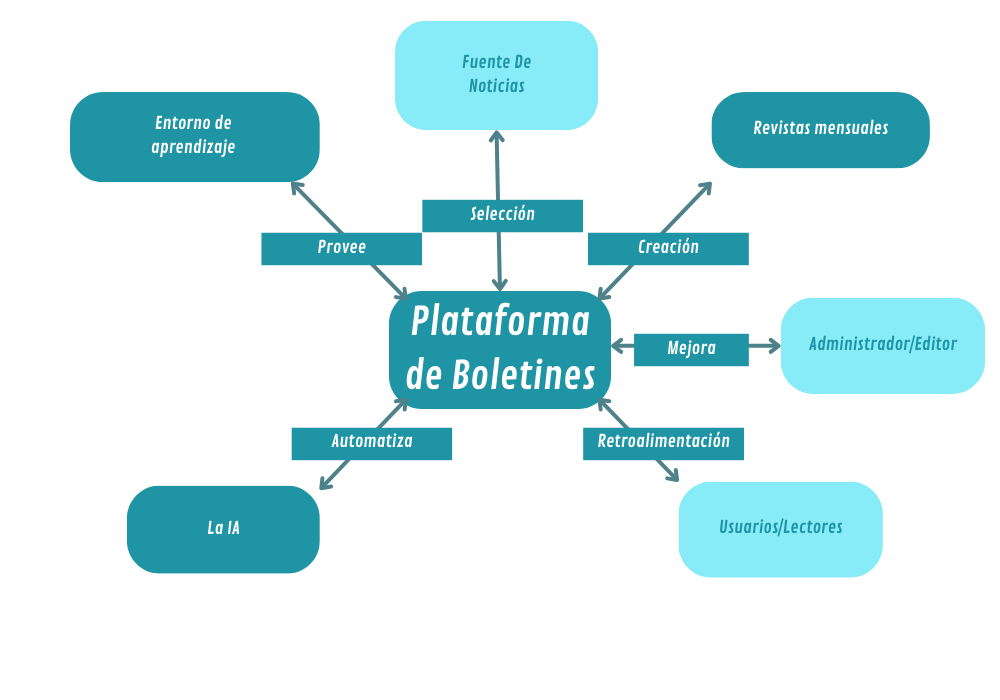 Fuente De
Noticias
Entorno de
aprendizaje
Revistas mensuales
Selección
Provee
Creación
Plataforma
de Boletines
Mejora
Administrador/Editor
Automatiza
Retroalimentación
La IA
Usuarios/Lectores